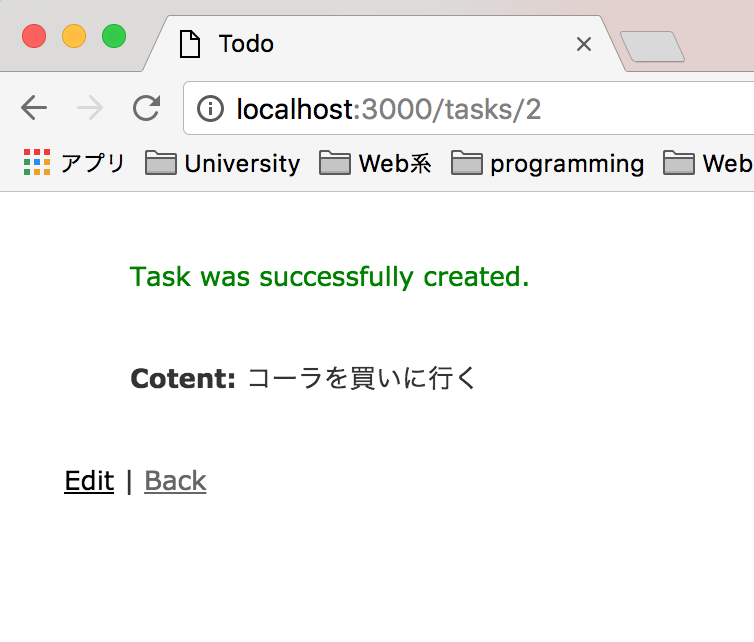 Todo
localhost:3000/tasks/2
アプリ University Web系 programming Web
Task was successfully created.
Cotent: コーラを買いに行く
Edit | Back